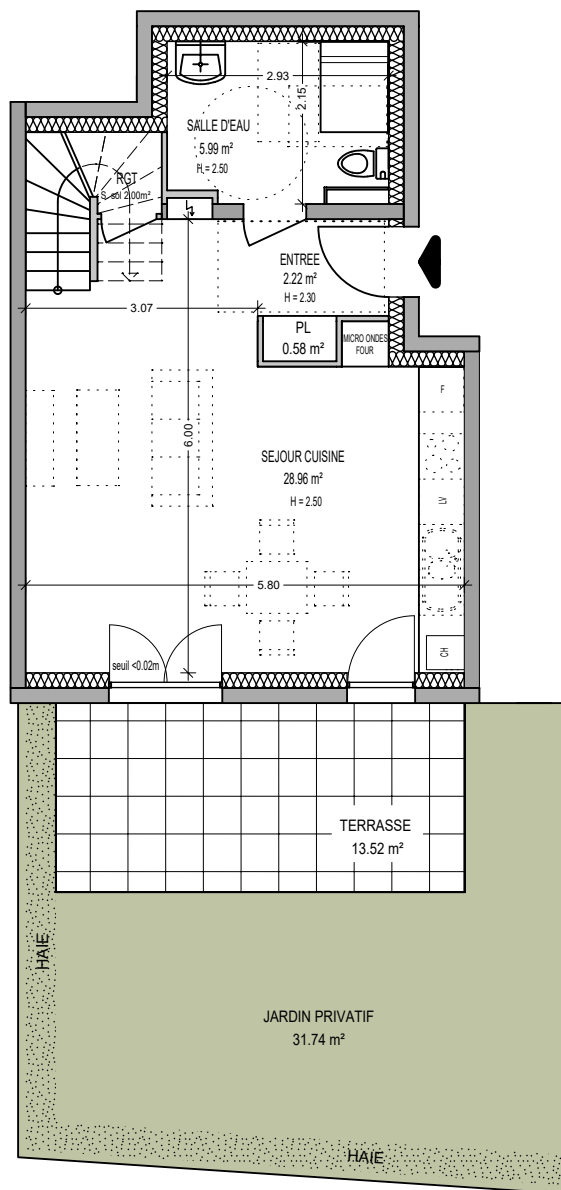 2.93
2.15
SALLE D'EAU
5.99 m²
H = 2.50
RGT
S. sol 2.00m²
ENTREE
2.22 m²
H = 2.30
3.07
PL
0.58 m²
MICRO ONDES
FOUR
F
6.00
SEJOUR CUISINE
28.96 m²
H = 2.50
LV
5.80
CH
seuil <0.02m
TERRASSE
13.52 m²
HAIE
JARDIN PRIVATIF
31.74 m²
HAIE